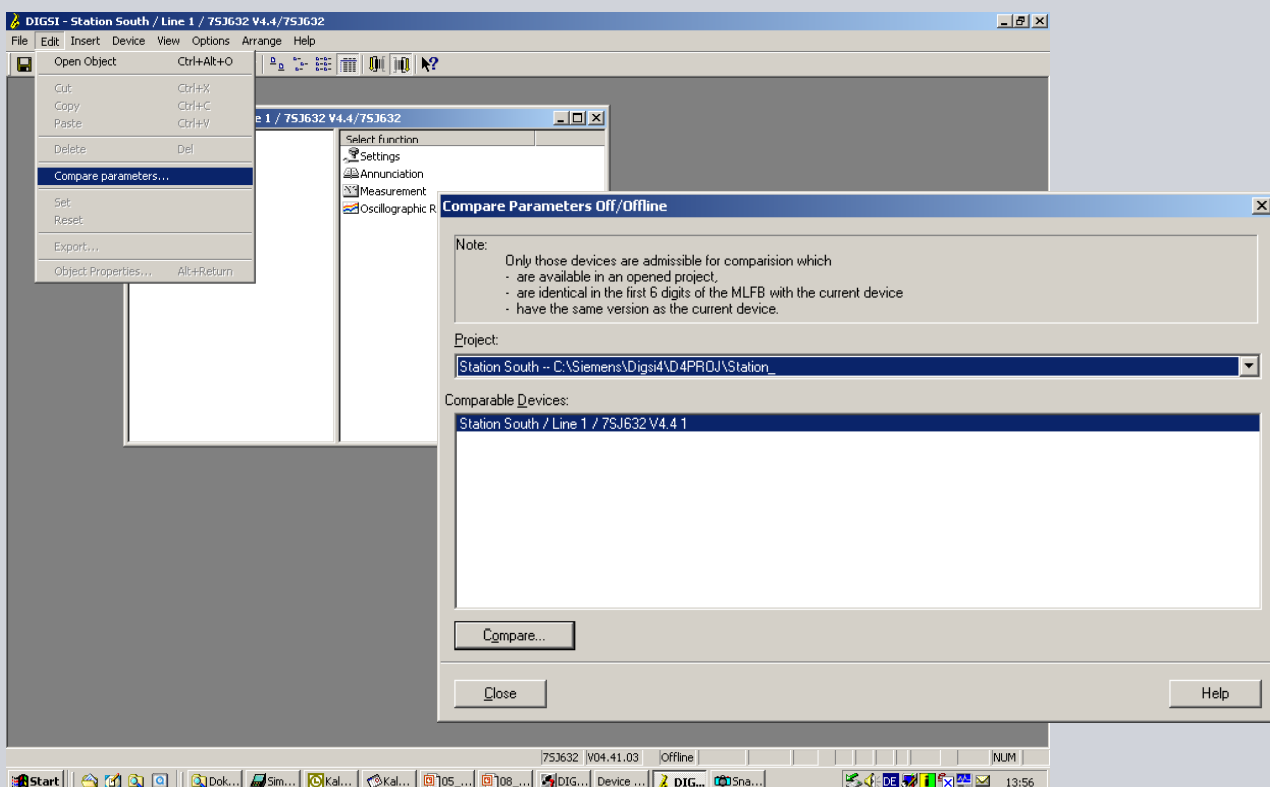 DIGSI - Station South / Line 1 / 7SJ632 V4.4/7SJ632
File Edit Insert Device View Options Arrange Help
Open Object Ctrl+Alt+O
Cut Ctrl+X
Copy Ctrl+C
Paste Ctrl+V
Delete Del
Compare parameters...
Set
Reset
Export...
Object Properties... Alt+Return
e 1 / 7SJ632 V4.4/7SJ632
Select function
Settings
Annunciation
Measurement
Oscillographic R
Compare Parameters Off/Offline
Note:
Only those devices are admissible for comparision which
- are available in an opened project,
- are identical in the first 6 digits of the MLFB with the current device
- have the same version as the current device.
Project:
Station South -- C:\Siemens\Digsi4\D4PROJ\Station_
Comparable Devices:
Station South / Line 1 / 7SJ632 V4.4 1
Compare...
Close Help
7SJ632 V04.41.03 Offline NUM
Start Dok... Sim... Kal... Kal... 05_... 08_... DIG... Device ... DIG... Sna... DE 13:56